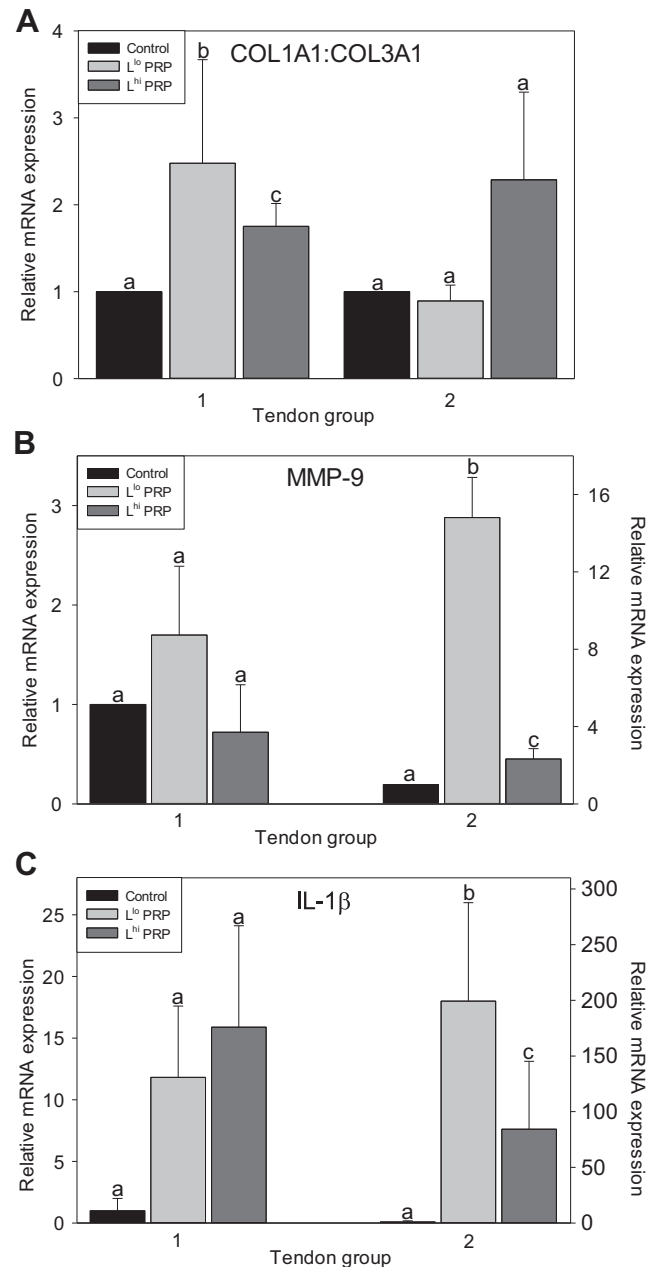 A
COL1A1:COL3A1
Control
L^lo PRP
L^hi PRP
Relative mRNA expression
4
3
2
1
0
a
b
c
a
a
a
1
2
Tendon group
B
MMP-9
Control
L^lo PRP
L^hi PRP
Relative mRNA expression
3
2
1
0
a
a
a
a
b
c
16
12
8
4
0
Relative mRNA expression
1
2
Tendon group
C
IL-1β
Control
L^lo PRP
L^hi PRP
Relative mRNA expression
25
20
15
10
5
0
a
a
a
a
b
c
300
250
200
150
100
50
0
Relative mRNA expression
1
2
Tendon group